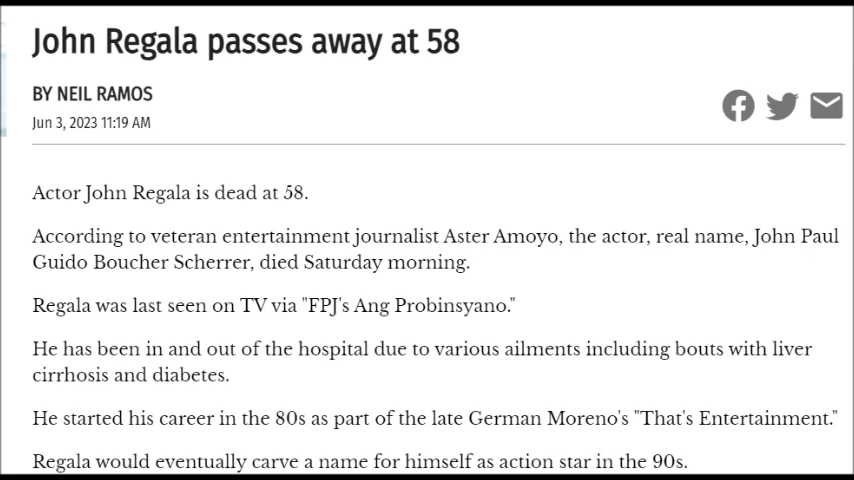 John Regala passes away at 58
BY NEIL RAMOS
Jun 3, 2023 11:19 AM
Actor John Regala is dead at 58.
According to veteran entertainment journalist Aster Amoyo, the actor, real name, John Paul
Guido Boucher Scherrer, died Saturday morning.
Regala was last seen on TV via "FPJ's Ang Probinsyano."
He has been in and out of the hospital due to various ailments including bouts with liver
cirrhosis and diabetes.
He started his career in the 80s as part of the late German Moreno's "That's Entertainment."
Regala would eventually carve a name for himself as action star in the 90s.